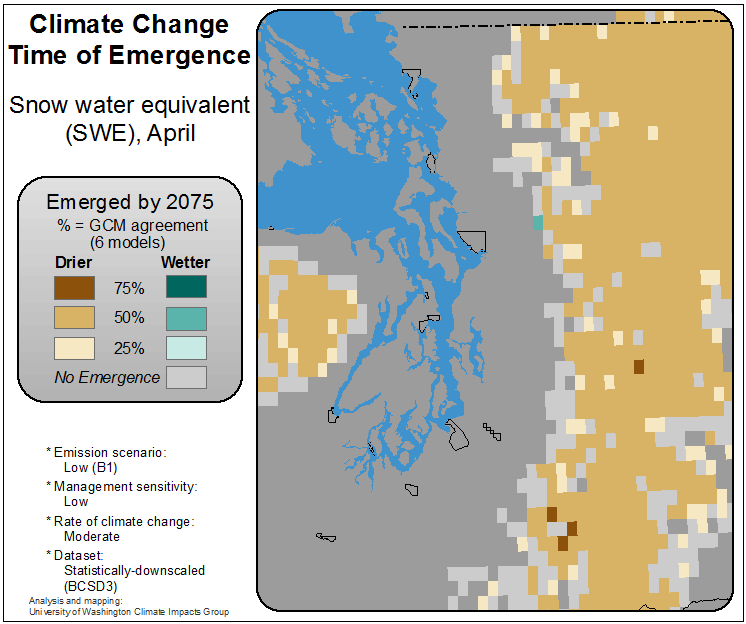 Climate Change
Time of Emergence
Snow water equivalent
(SWE), April
Emerged by 2075
% = GCM agreement
(6 models)
Drier Wetter
75%
50%
25%
No Emergence
* Emission scenario:
Low (B1)
* Management sensitivity:
Low
* Rate of climate change:
Moderate
* Dataset:
Statistically-downscaled
(BCSD3)
Analysis and mapping:
University of Washington Climate Impacts Group